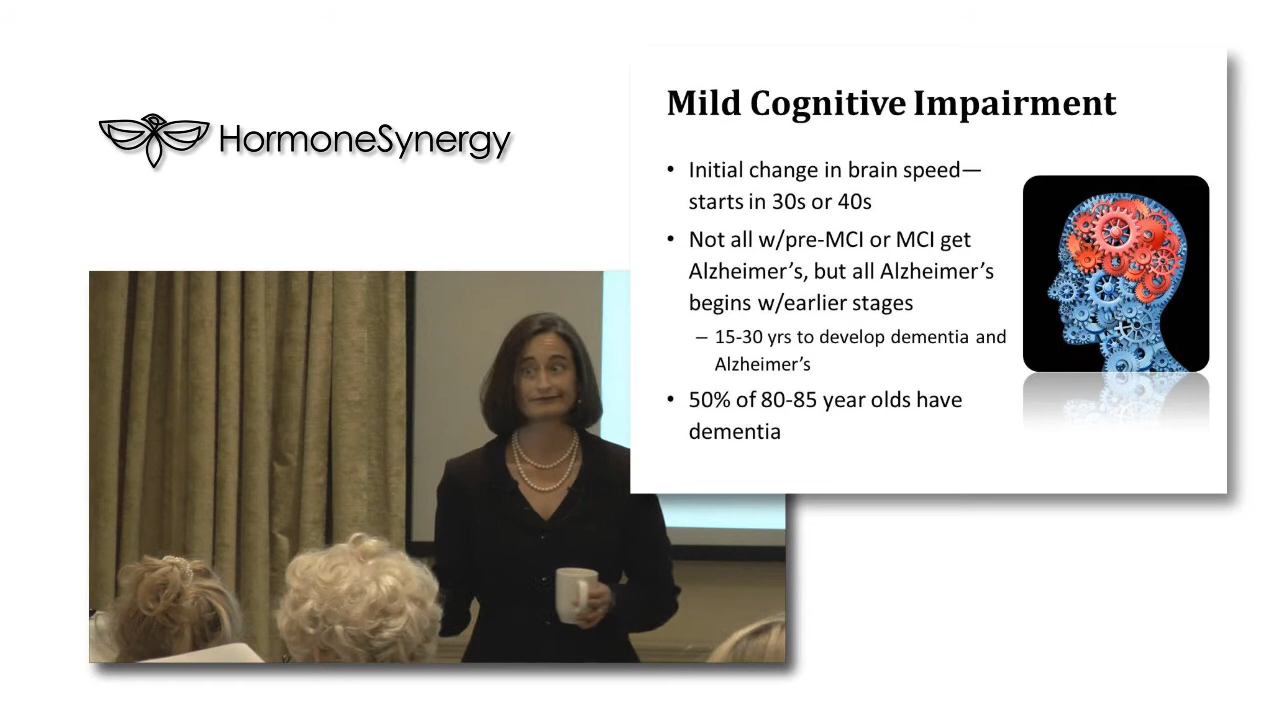 HormoneSynergy
Mild Cognitive Impairment
• Initial change in brain speed—
starts in 30s or 40s
• Not all w/pre-MCI or MCI get
Alzheimer’s, but all Alzheimer’s
begins w/earlier stages
– 15-30 yrs to develop dementia and
Alzheimer’s
• 50% of 80-85 year olds have
dementia